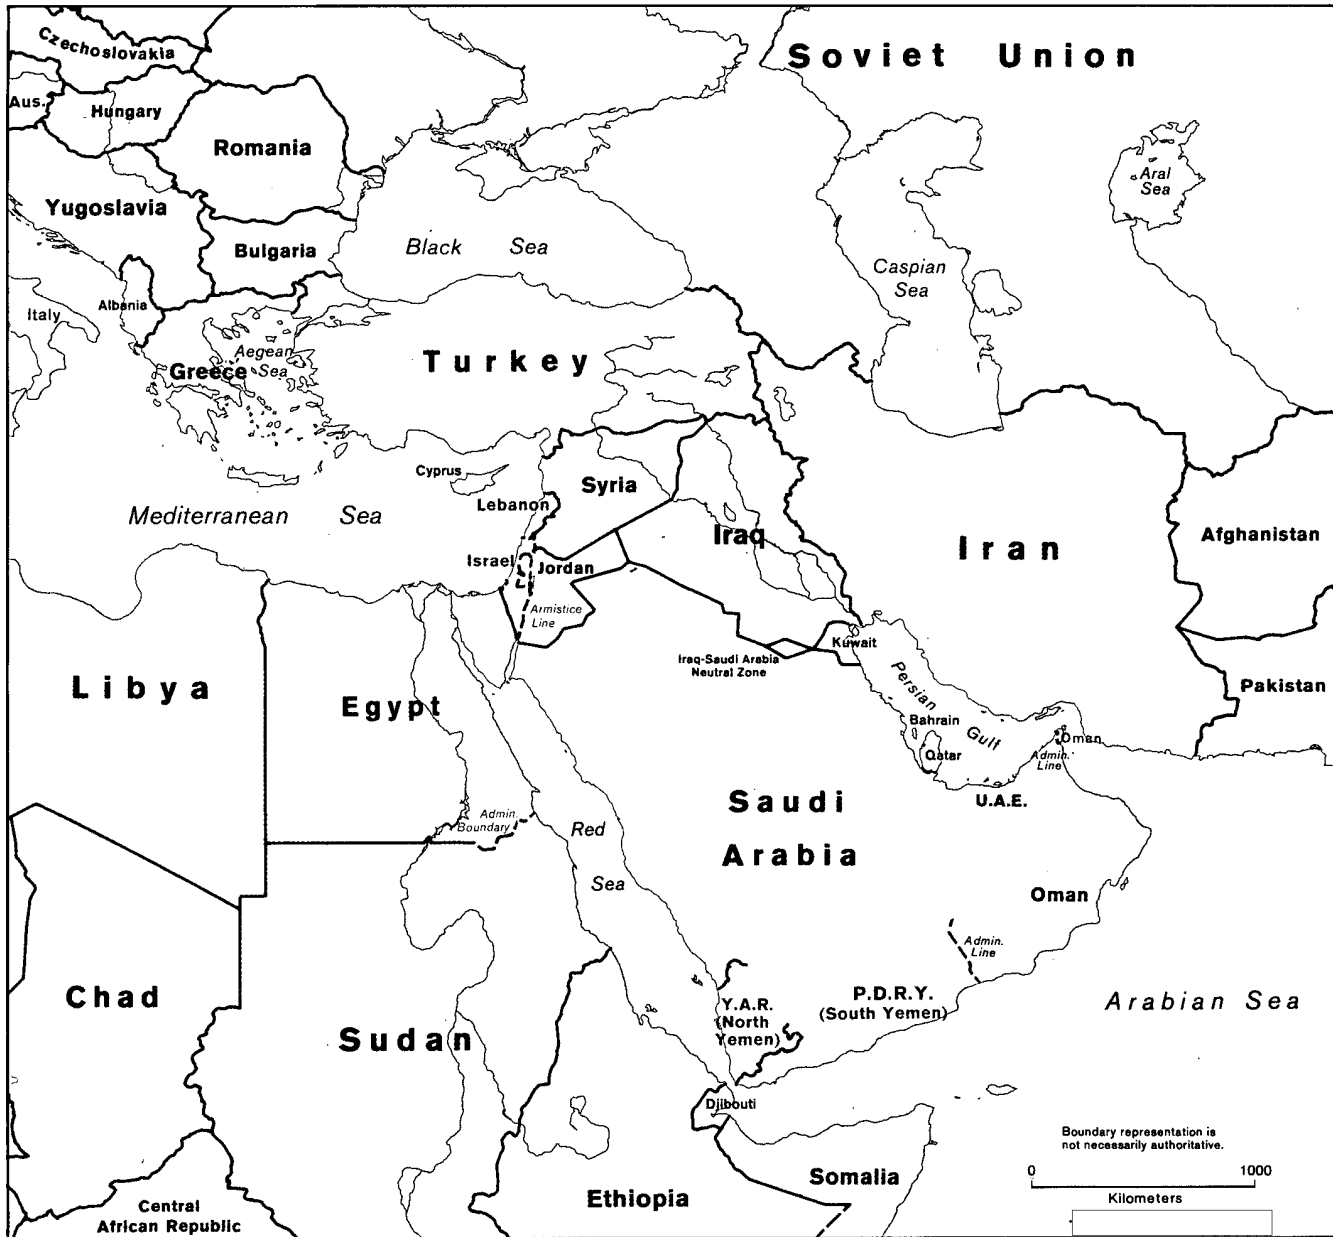 Soviet Union
Czechoslovakia
Aus.
Hungary
Romania
Aral
Sea
Yugoslavia
Bulgaria
Black Sea
Caspian
Sea
Albania
Italy
Aegean
Sea
Greece
Turkey
Cyprus
Syria
Lebanon
Mediterranean Sea
Iraq
Iran
Afghanistan
Israel
Jordan
Armistice
Line
Kuwait
Iraq-Saudi Arabia
Neutral Zone
Libya
Egypt
Persian Gulf
Pakistan
Bahrain
Qatar
Oman
Admin.
Line
U.A.E.
Saudi
Arabia
Admin.
Boundary
Red
Sea
Oman
Admin.
Line
Chad
Sudan
Y.A.R.
(North
Yemen)
P.D.R.Y.
(South Yemen)
Arabian Sea
Djibouti
Boundary representation is
not necessarily authoritative.
Somalia
0 1000
Kilometers
Ethiopia
Central
African Republic